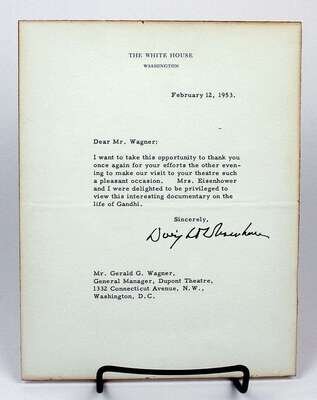 THE WHITE HOUSE
WASHINGTON
February 12, 1953.
Dear Mr. Wagner:
I want to take this opportunity to thank you
once again for your efforts the other even-
ing to make our visit to your theatre such
a pleasant occasion. Mrs. Eisenhower
and I were delighted to be privileged to
view this interesting documentary on the
life of Gandhi.
Sincerely,
Dwight D. Eisenhower
Mr. Gerald G. Wagner,
General Manager, Dupont Theatre,
1332 Connecticut Avenue, N.W.,
Washington, D.C.